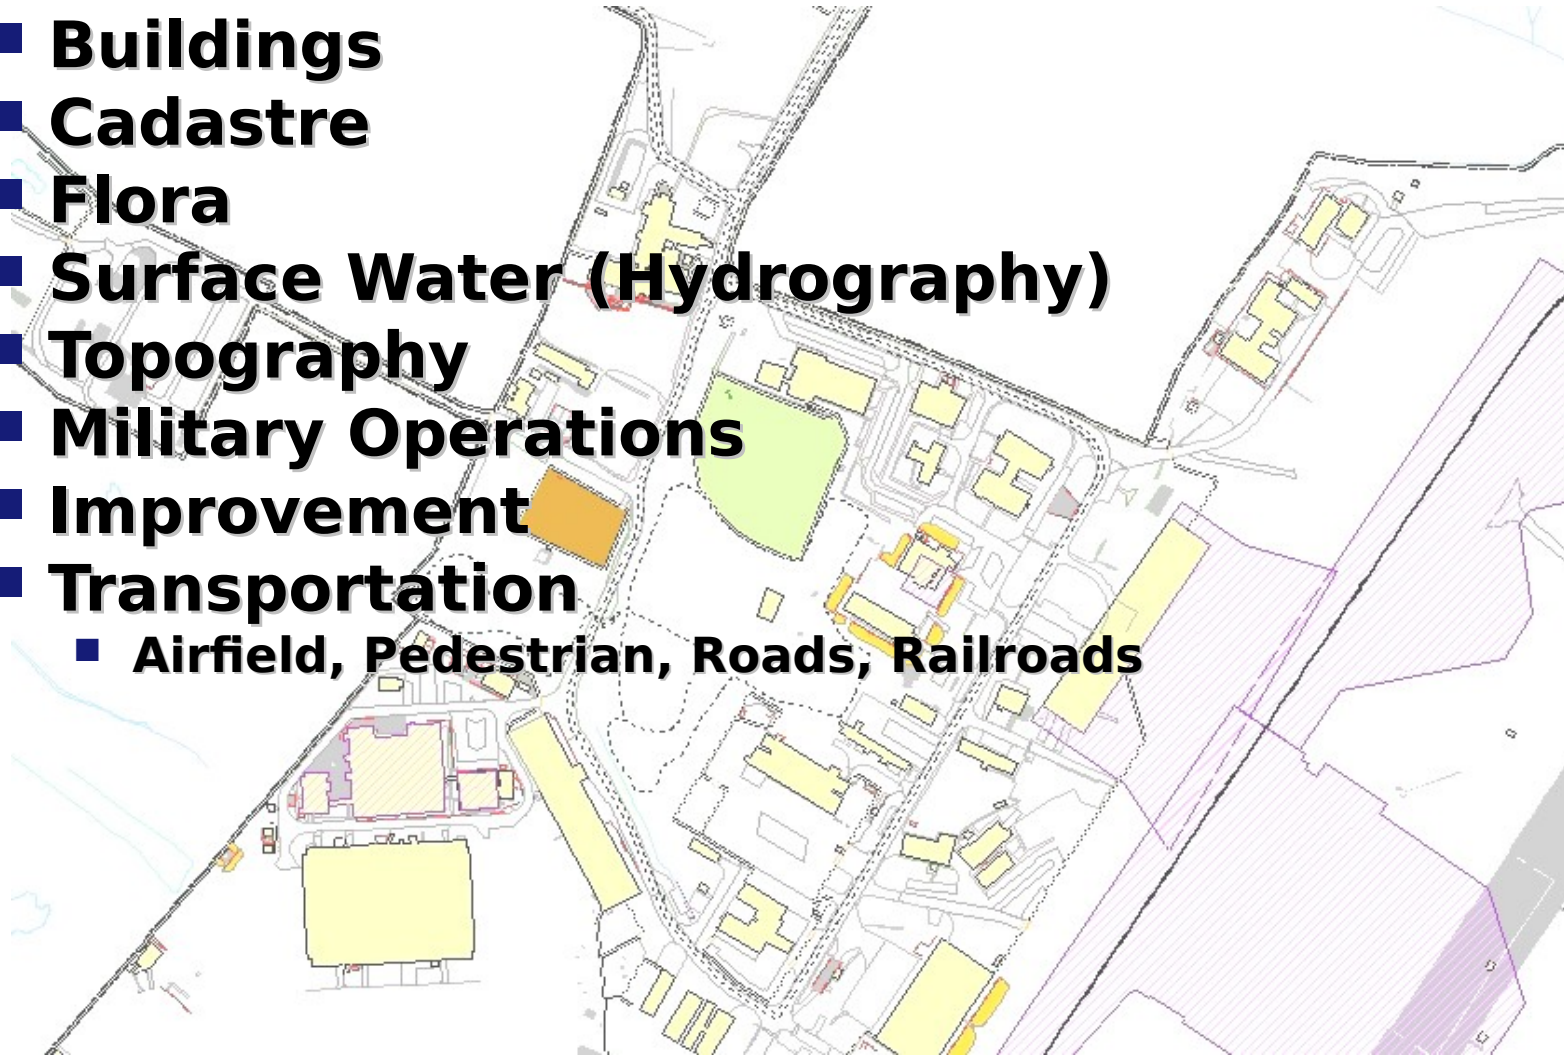 Buildings
Cadastre
Flora
Surface Water (Hydrography)
Topography
Military Operations
Improvement
Transportation
Airfield, Pedestrian, Roads, Railroads